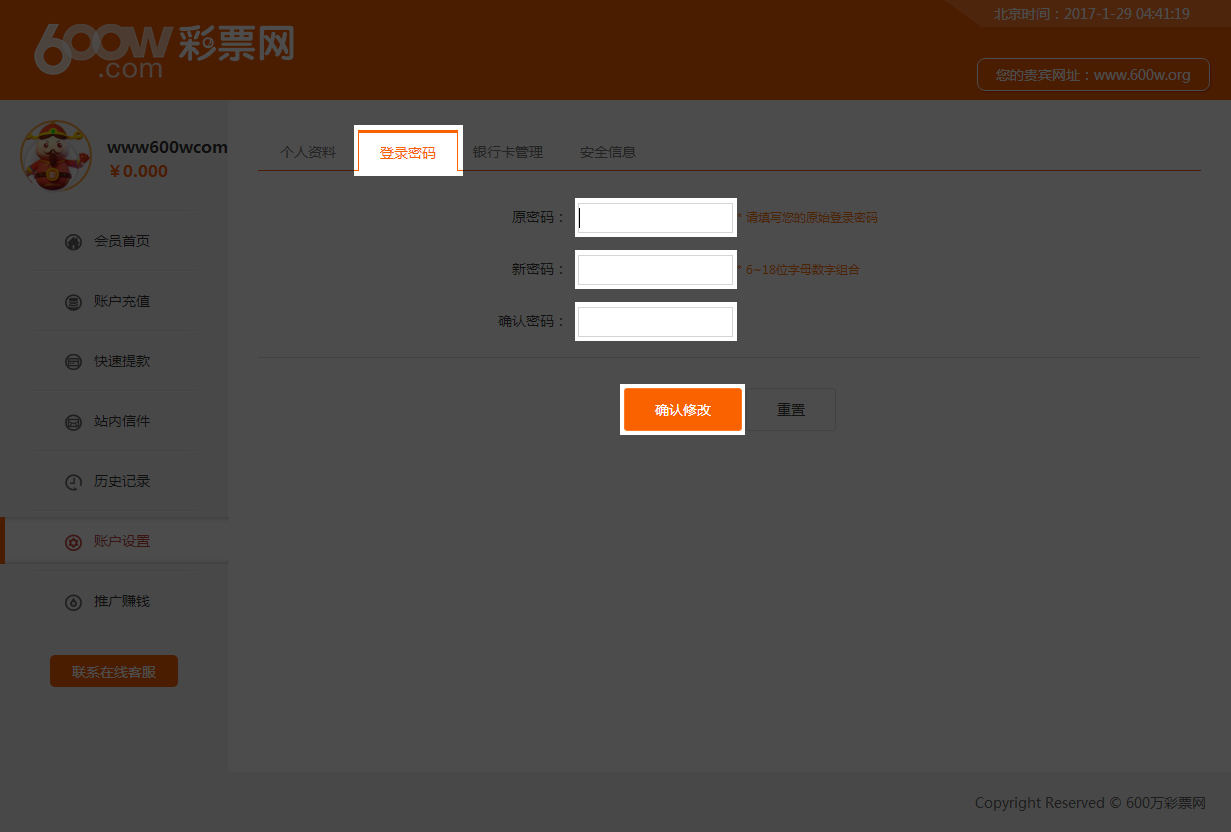 北京时间：2017-1-29 04:41:19
600w彩票网
.com
您的贵宾网址：www.600w.org
www600wcom
￥0.000
会员首页
账户充值
快速提款
站内信件
历史记录
账户设置
推广赚钱
联系在线客服
个人资料 登录密码 银行卡管理 安全信息
原密码： * 请填写您的原始登录密码
新密码： * 6~18位字母数字组合
确认密码：
确认修改 重置
Copyright Reserved © 600万彩票网